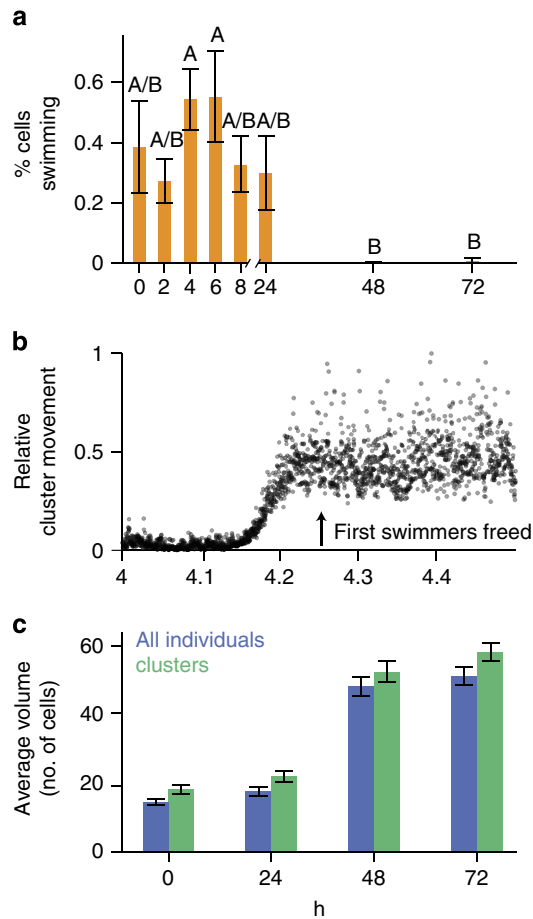 a
% cells
swimming
0.6
0.4
0.2
0
A/B
A/B
A
A
A/B
A/B
B
B
0 2 4 6 8 24 48 72
b
Relative
cluster movement
1
0.5
0
First swimmers freed
4 4.1 4.2 4.3 4.4
c
Average volume
(no. of cells)
60
40
20
0
All individuals
clusters
0 24 48 72
h